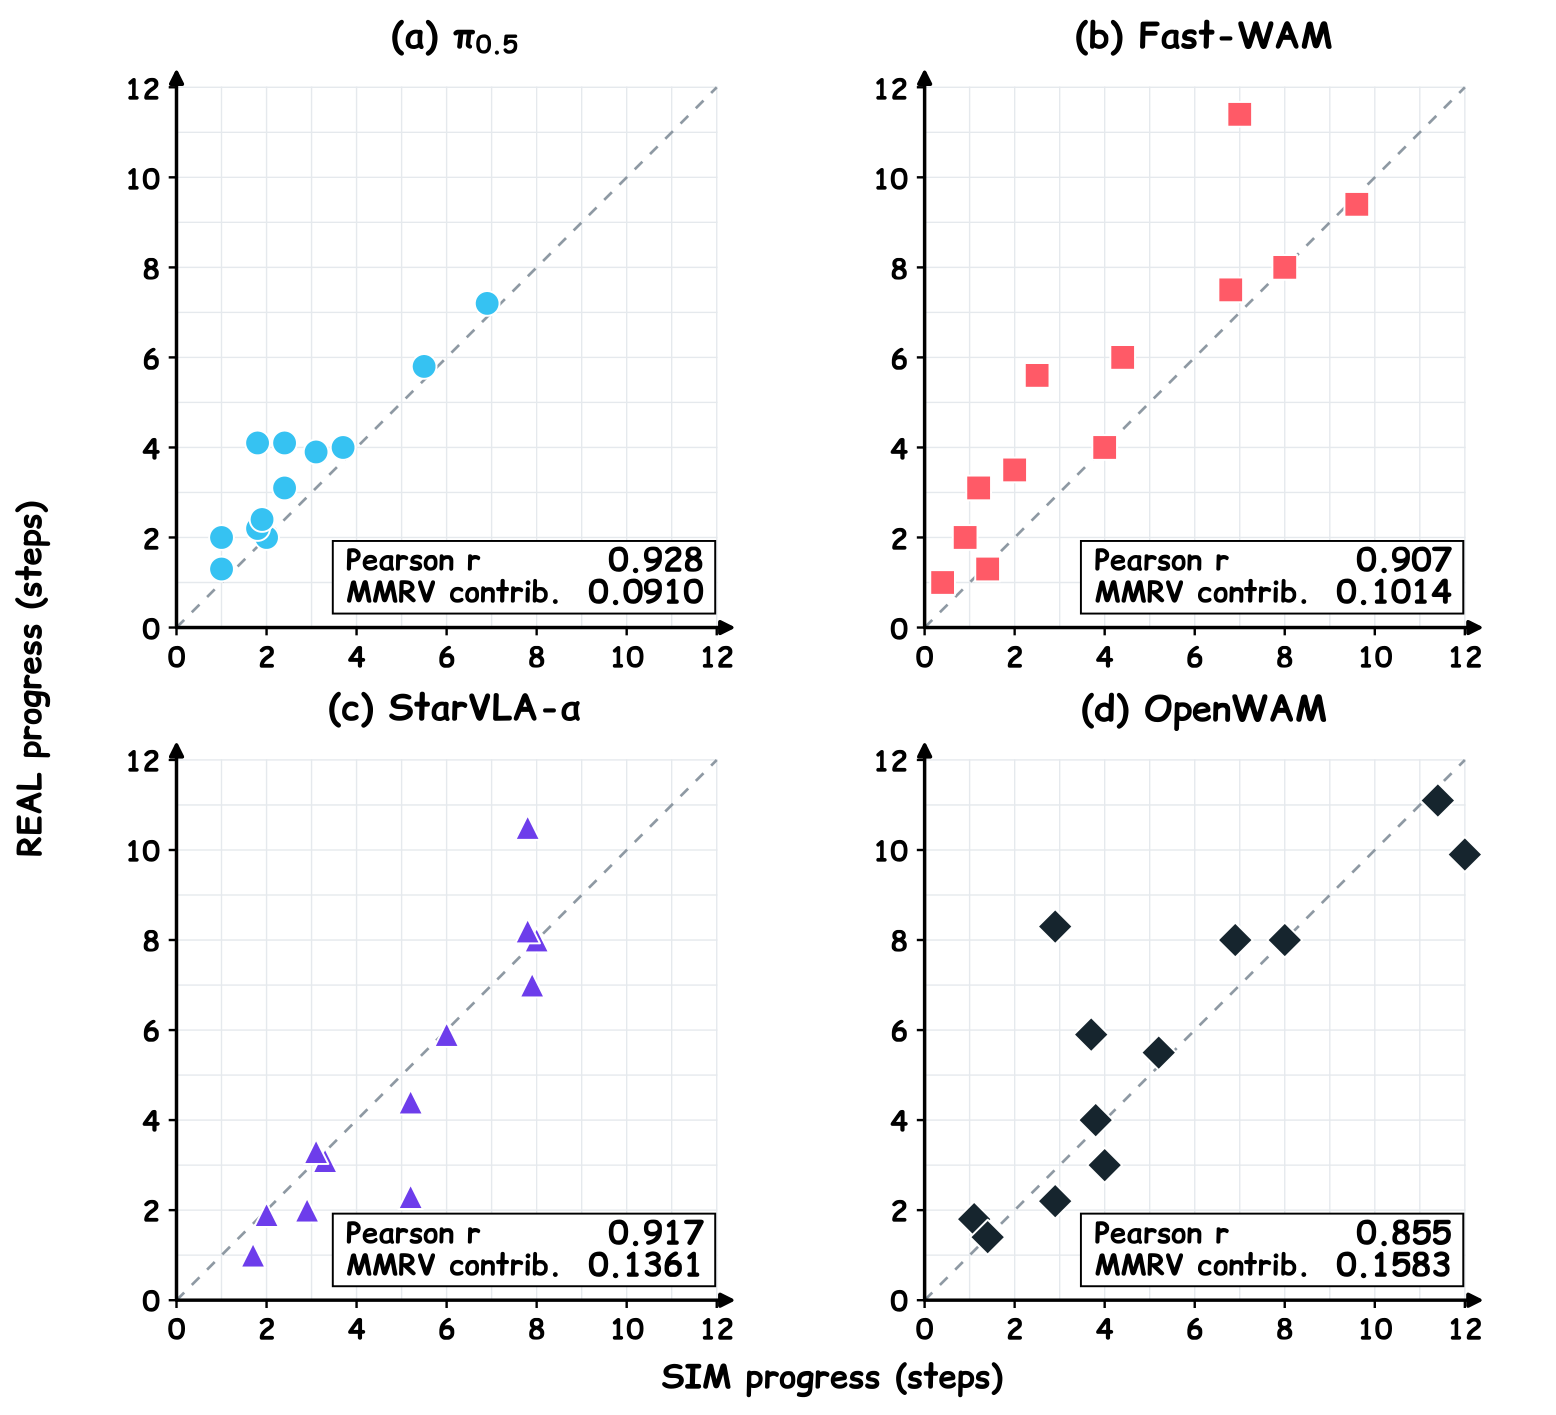 (a) π0.5
12
10
8
6
4
2
0
0 2 4 6 8 10 12
Pearson r 0.928
MMRV contrib. 0.0910
(b) Fast-WAM
12
10
8
6
4
2
0
0 2 4 6 8 10 12
Pearson r 0.907
MMRV contrib. 0.1014
REAL progress (steps)
(c) StarVLA-α
12
10
8
6
4
2
0
0 2 4 6 8 10 12
Pearson r 0.917
MMRV contrib. 0.1361
(d) OpenWAM
12
10
8
6
4
2
0
0 2 4 6 8 10 12
Pearson r 0.855
MMRV contrib. 0.1583
SIM progress (steps)